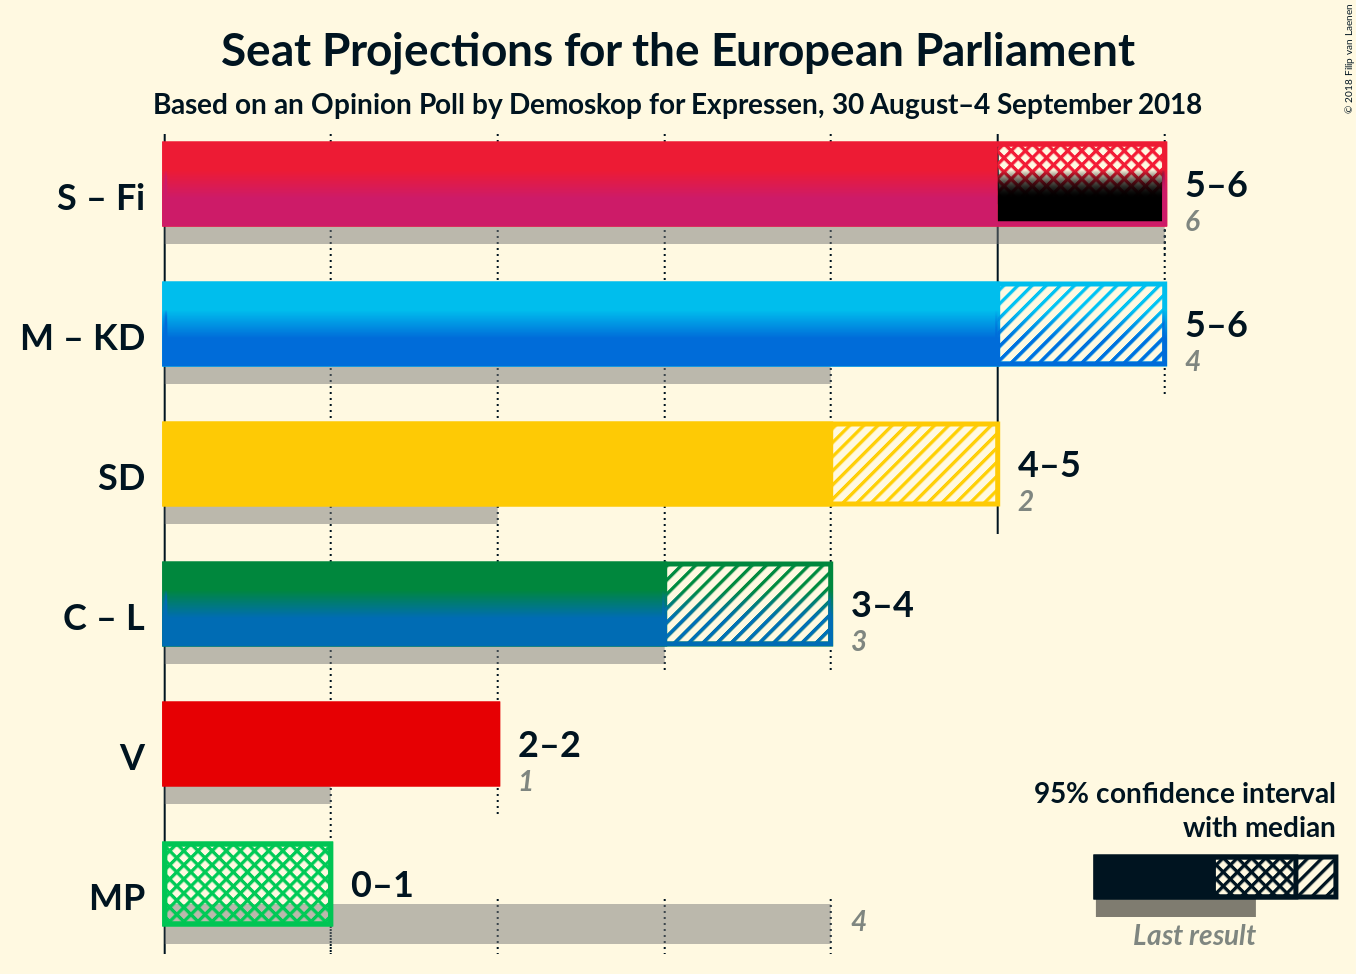 Seat Projections for the European Parliament
Based on an Opinion Poll by Demoskop for Expressen, 30 August–4 September 2018
© 2018 Filip van Laenen
S – Fi
5–6
6
M – KD
5–6
4
SD
4–5
2
C – L
3–4
3
V
2–2
1
MP
0–1
4
95% confidence interval
with median
Last result